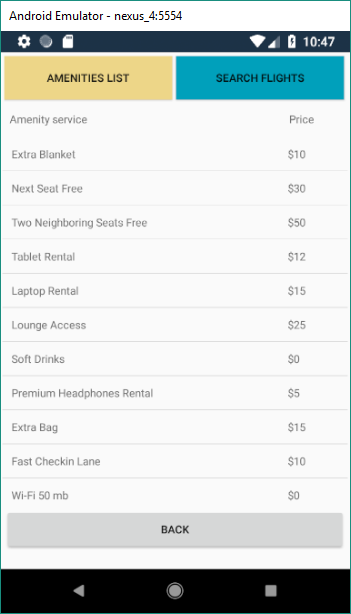 Android Emulator - nexus_4:5554
10:47
AMENITIES LIST SEARCH FLIGHTS
Amenity service Price
Extra Blanket $10
Next Seat Free $30
Two Neighboring Seats Free $50
Tablet Rental $12
Laptop Rental $15
Lounge Access $25
Soft Drinks $0
Premium Headphones Rental $5
Extra Bag $15
Fast Checkin Lane $10
Wi-Fi 50 mb $0
BACK